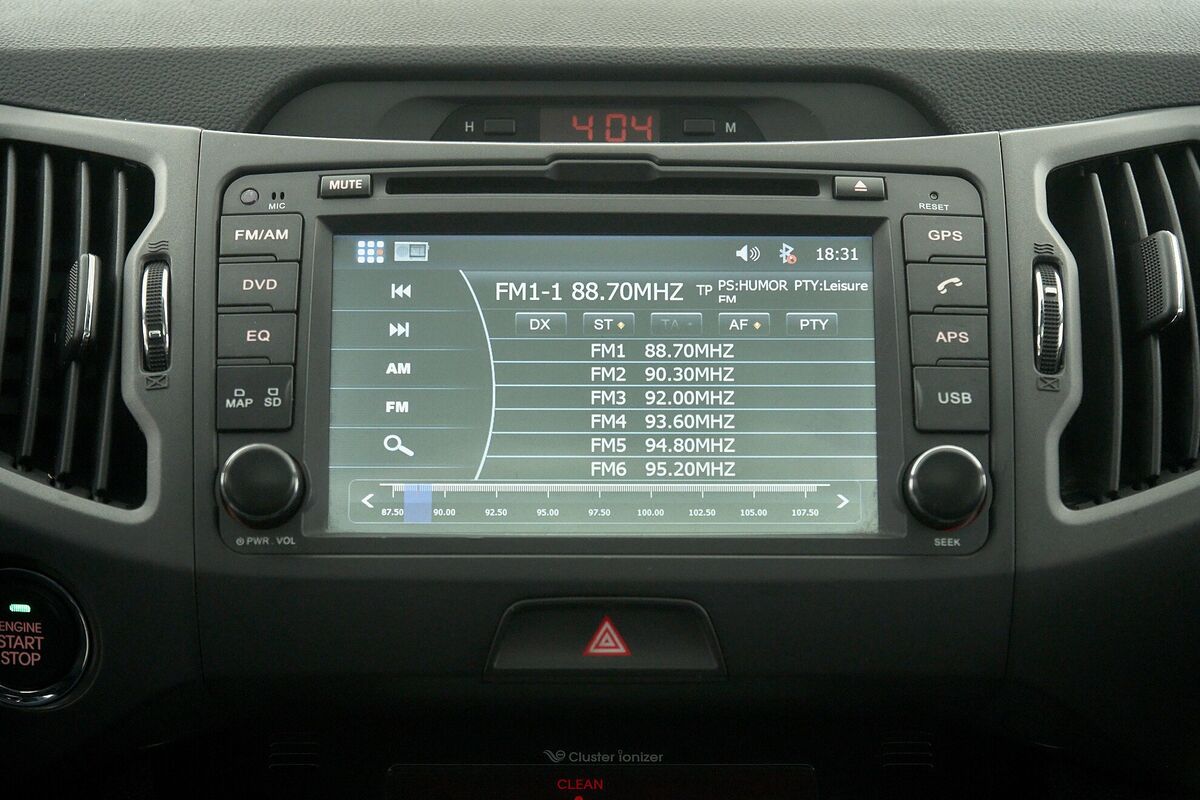 H 404 M
MIC
MUTE
RESET
FM/AM
DVD
EQ
MAP SD
PWR . VOL
18:31
AM
FM
FM1-1 88.70MHZ TP PS:HUMOR PTY:Leisure
FM
DX ST TA AF PTY
FM1 88.70MHZ
FM2 90.30MHZ
FM3 92.00MHZ
FM4 93.60MHZ
FM5 94.80MHZ
FM6 95.20MHZ
< 87.50 90.00 92.50 95.00 97.50 100.00 102.50 105.00 107.50 >
GPS
APS
USB
SEEK
ENGINE
START
STOP
Cluster ionizer
CLEAN